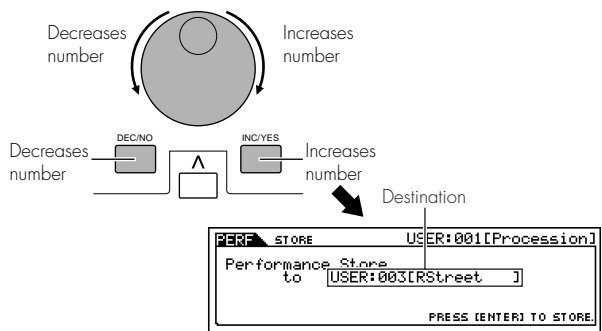 Decreases
number
Increases
number
DEC/NO
INC/YES
Decreases
number
Λ
Increases
number
Destination
PERF STORE USER:001[Procession]
Performance Store
to USER:003[RStreet ]
PRESS [ENTER] TO STORE.